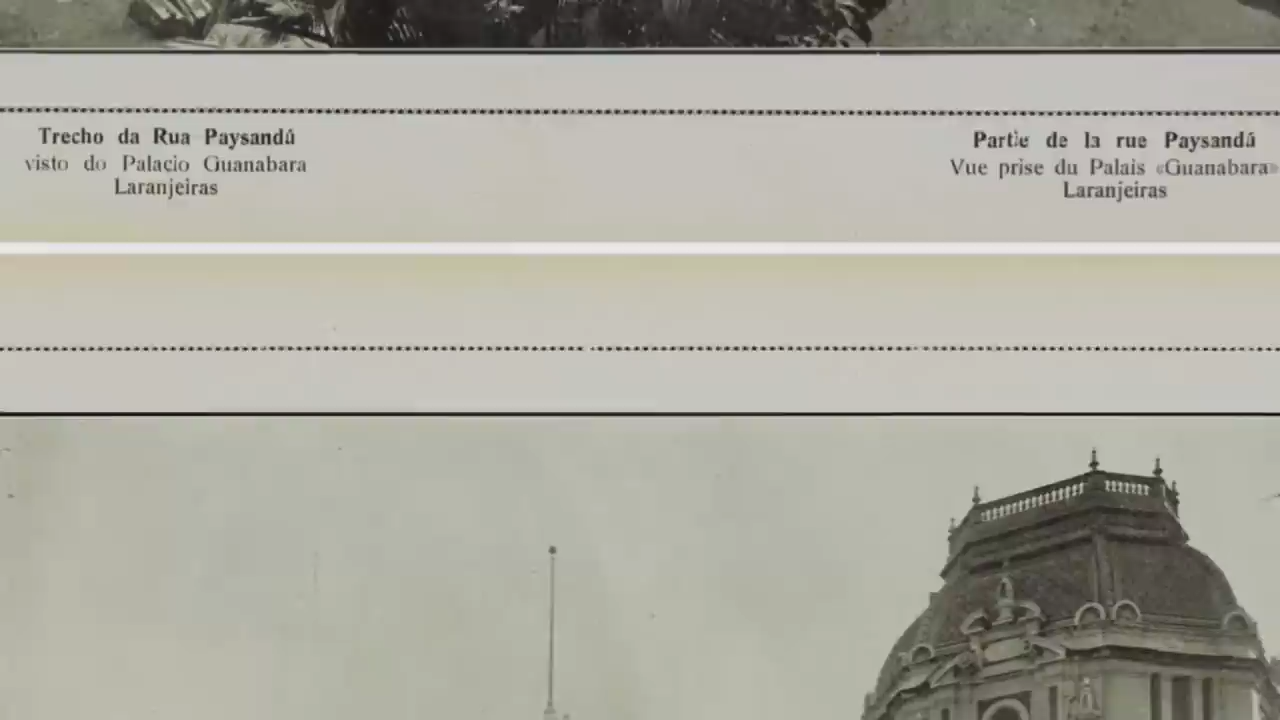 Trecho da Rua Paysandú
visto do Palacio Guanabara
Laranjeiras
Partie de la rue Paysandú
Vue prise du Palais «Guanabara»
Laranjeiras